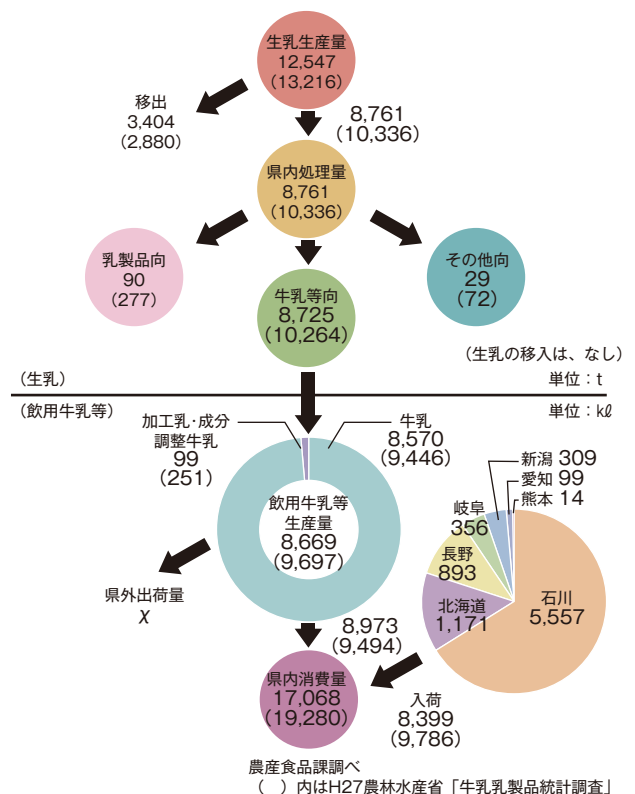 生乳生産量
12,547
（13,216）
移出
3,404
（2,880）
8,761
（10,336）
県内処理量
8,761
（10,336）
乳製品向
90
（277）
牛乳等向
8,725
（10,264）
その他向
29
（72）
（生乳の移入は、なし）
（生乳）
単位：t
（飲用牛乳等）
単位：kℓ
加工乳・成分
調整牛乳
99
（251）
牛乳
8,570
（9,446）
飲用牛乳等
生産量
8,669
（9,697）
県外出荷量
χ
8,973
（9,494）
新潟 309
愛知 99
熊本 14
岐阜
356
長野
893
北海道
1,171
石川
5,557
県内消費量
17,068
（19,280）
入荷
8,399
（9,786）
農産食品課調べ
（　）内はH27農林水産省「牛乳乳製品統計調査」